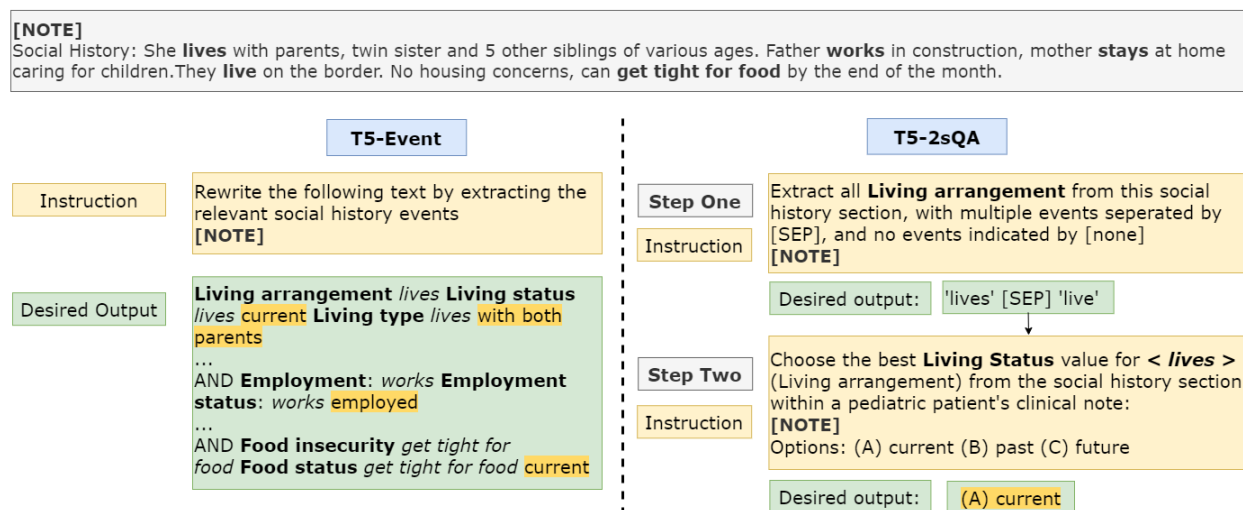 [NOTE]
Social History: She lives with parents, twin sister and 5 other siblings of various ages. Father works in construction, mother stays at home
caring for children.They live on the border. No housing concerns, can get tight for food by the end of the month.
T5-Event
Instruction
Rewrite the following text by extracting the
relevant social history events
[NOTE]
Desired Output
Living arrangement lives Living status
lives current Living type lives with both
parents
...
AND Employment: works Employment
status: works employed
...
AND Food insecurity get tight for
food Food status get tight for food current
T5-2sQA
Step One
Instruction
Extract all Living arrangement from this social
history section, with multiple events seperated by
[SEP], and no events indicated by [none]
[NOTE]
Desired output:
'lives' [SEP] 'live'
Step Two
Instruction
Choose the best Living Status value for < lives >
(Living arrangement) from the social history section
within a pediatric patient's clinical note:
[NOTE]
Options: (A) current (B) past (C) future
Desired output:
(A) current